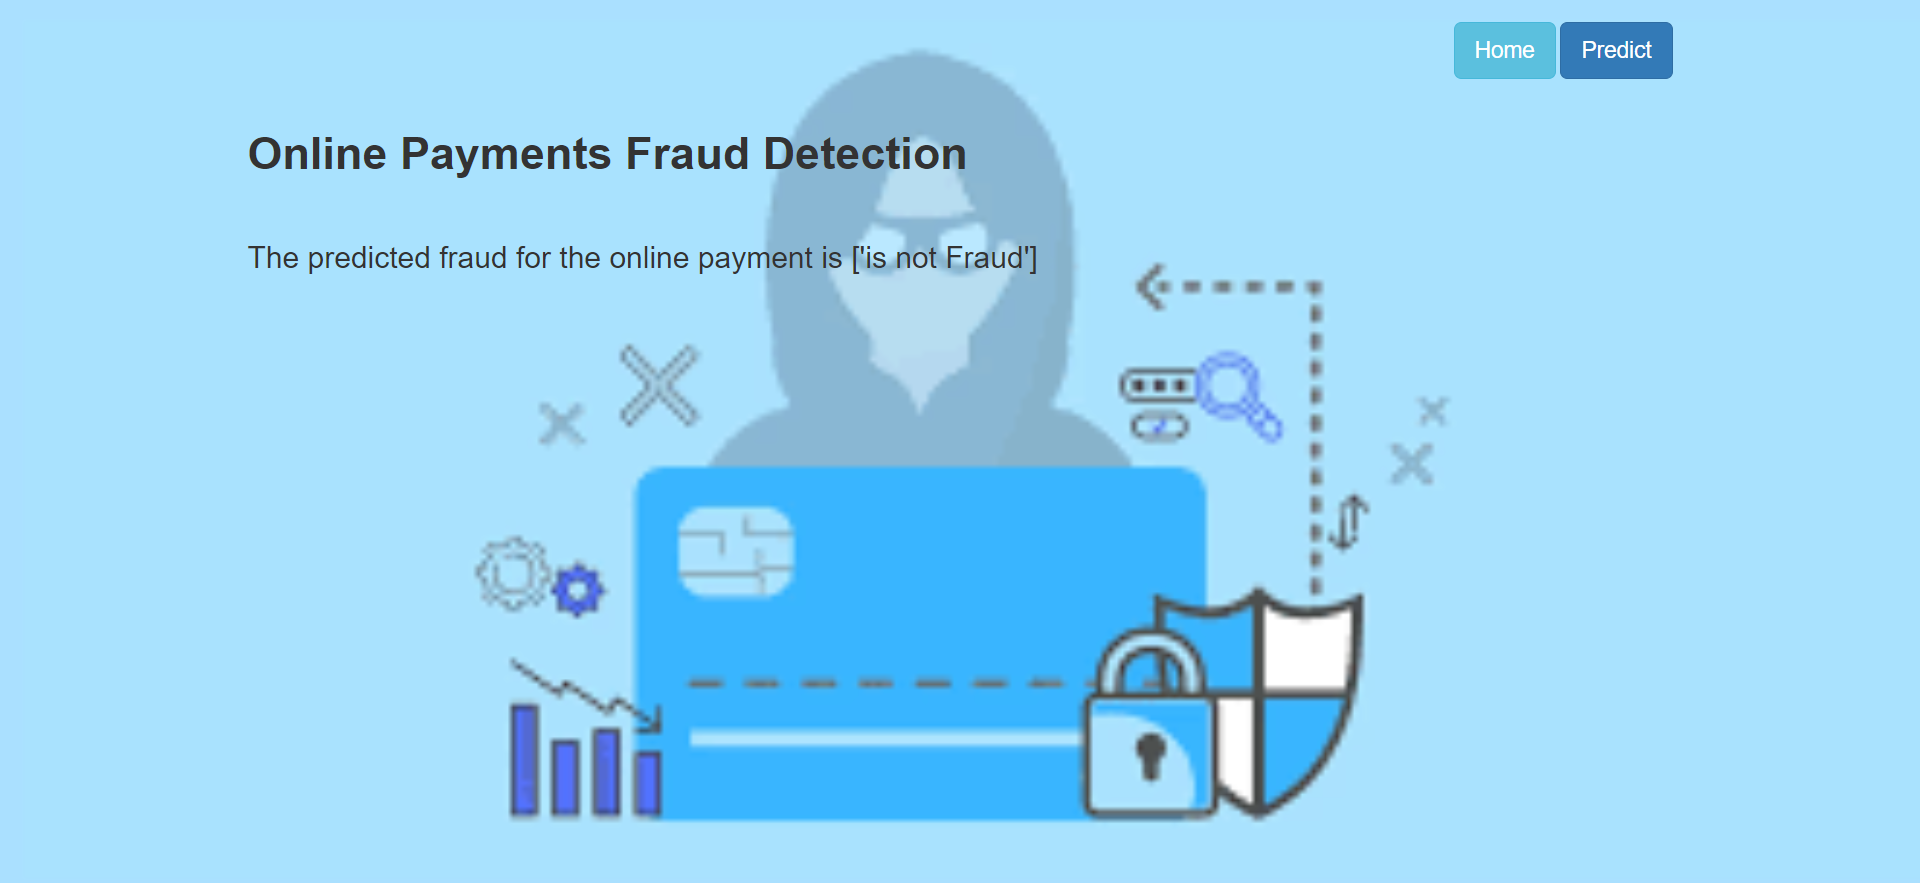 Home Predict
Online Payments Fraud Detection
The predicted fraud for the online payment is ['is not Fraud']